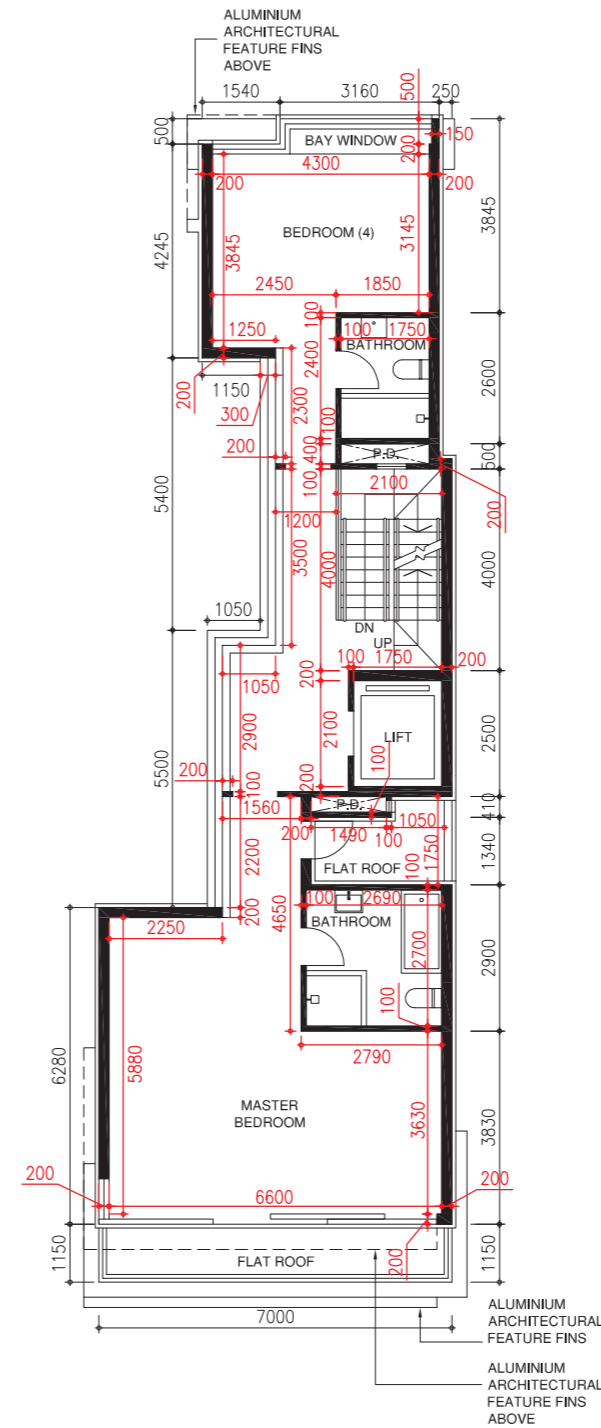 ALUMINIUM
ARCHITECTURAL
FEATURE FINS
ABOVE
1540 3160 250
500 500
150
BAY WINDOW 200
200 4300 200
BEDROOM (4)
4245 3845 3145 3845
2450 1850
1250 100
100 1750
BATHROOM
2400 2600
1150 200
300 2300
100
200 400 P.D. 500
100 2100
1200 200
5400 3500 4000 4000
1050
DN
UP
100 1750 200
1050 200
2900 2100 LIFT 2500
100
200 100 200
1560 P.D. 410
200 1490 100 1050
5500 2200 FLAT ROOF 1750 1340
100
100 2690
BATHROOM
200 4650
2250 2700 2900
100
2790
6280 5880
MASTER
BEDROOM
3630 3830
200 6600 200
1150 FLAT ROOF 200 1150
7000
ALUMINIUM
ARCHITECTURAL
FEATURE FINS
ALUMINIUM
ARCHITECTURAL
FEATURE FINS
ABOVE